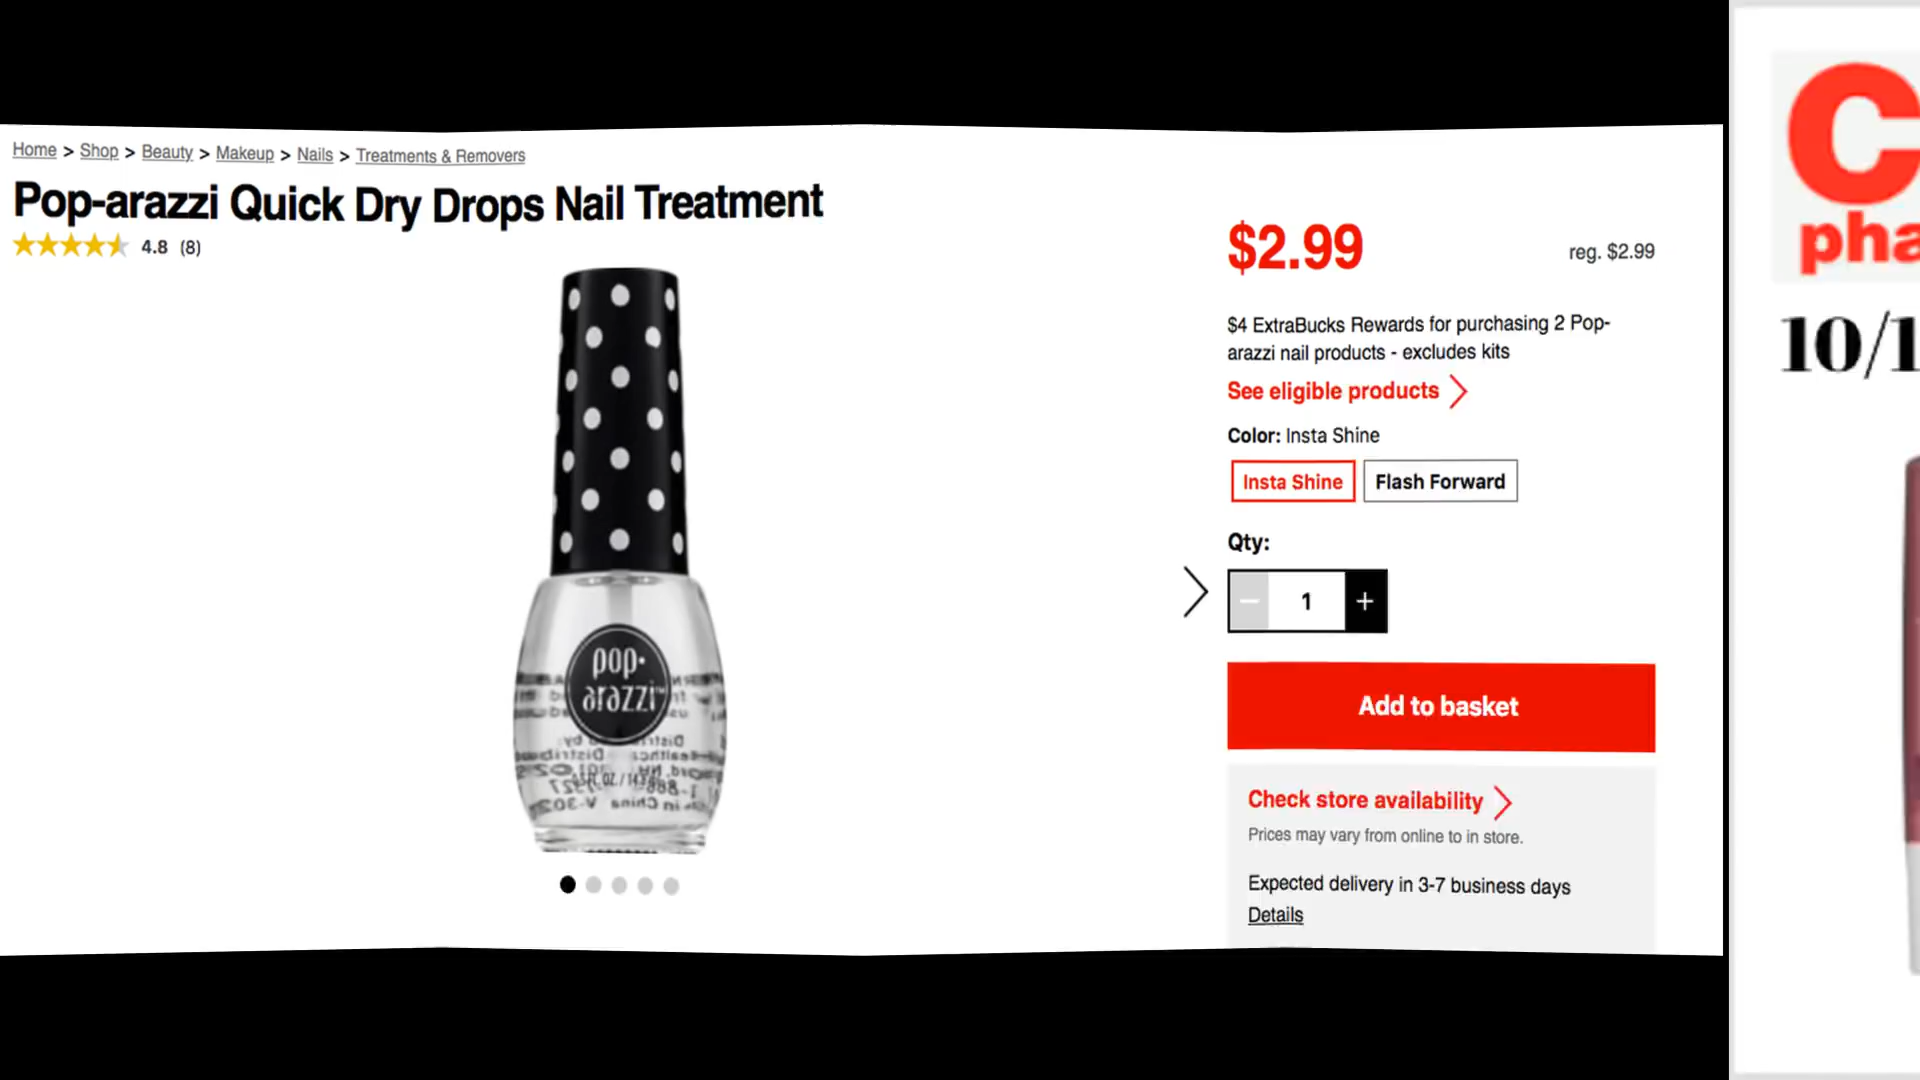 Home > Shop > Beauty > Makeup > Nails > Treatments & Removers
Pop-arazzi Quick Dry Drops Nail Treatment
4.8 (8)
$2.99
reg. $2.99
$4 ExtraBucks Rewards for purchasing 2 Pop-
arazzi nail products - excludes kits
See eligible products
Color: Insta Shine
Insta Shine
Flash Forward
Qty:
1
Add to basket
Check store availability
Prices may vary from online to in store.
Expected delivery in 3-7 business days
Details
pop.
arazzi
C
pha
10/1